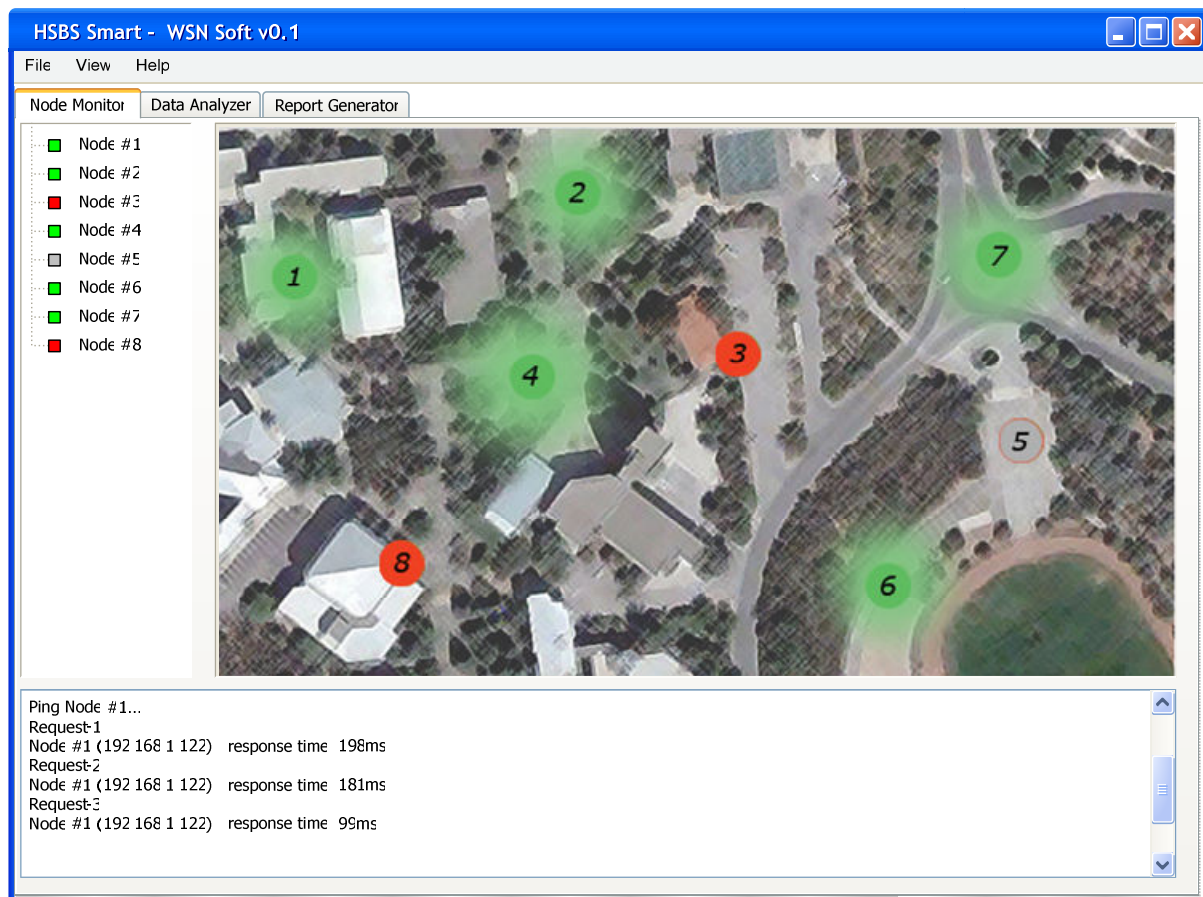 HSBS Smart - WSN Soft v0.1
File View Help
Node Monitor Data Analyzer Report Generator
Node #1
Node #2
Node #3
Node #4
Node #5
Node #6
Node #7
Node #8
2
7
1
3
4
5
8
6
Ping Node #1...
Request-1
Node #1 (192 168 1 122) response time 198ms
Request-2
Node #1 (192 168 1 122) response time 181ms
Request-3
Node #1 (192 168 1 122) response time 99ms